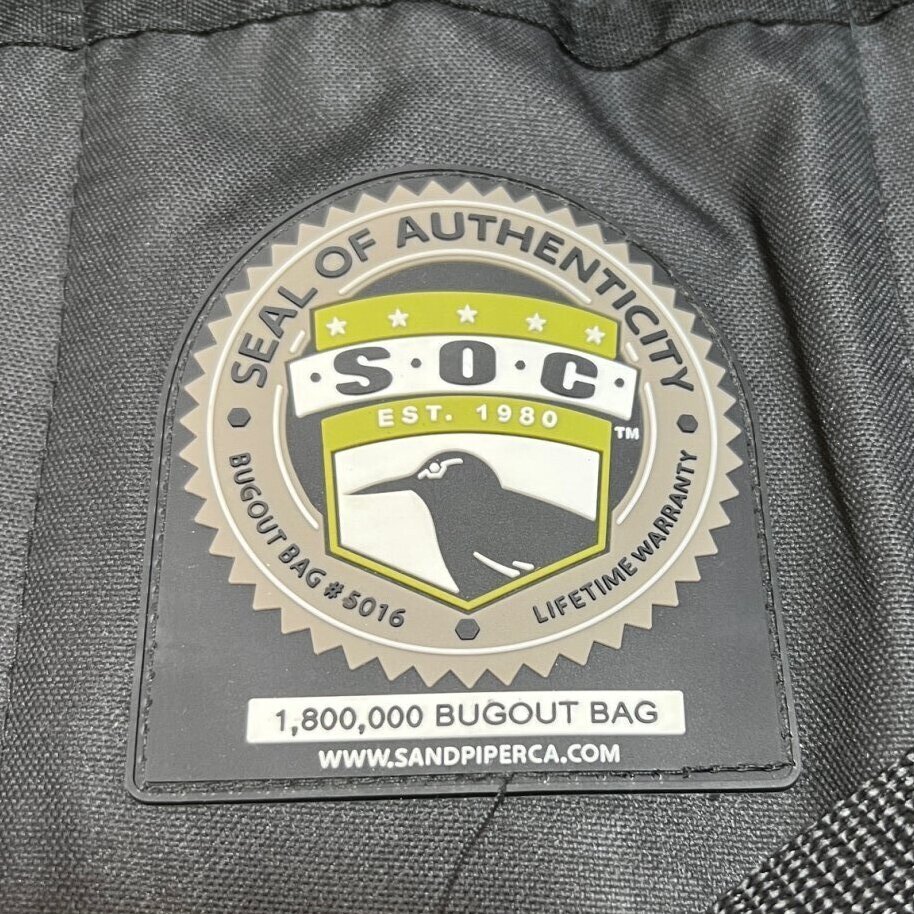 SEAL OF AUTHENTICITY
·S·O·C·
EST. 1980
TM
BUGOUT BAG #5016
LIFETIME WARRANTY
1,800,000 BUGOUT BAG
WWW.SANDPIPERCA.COM